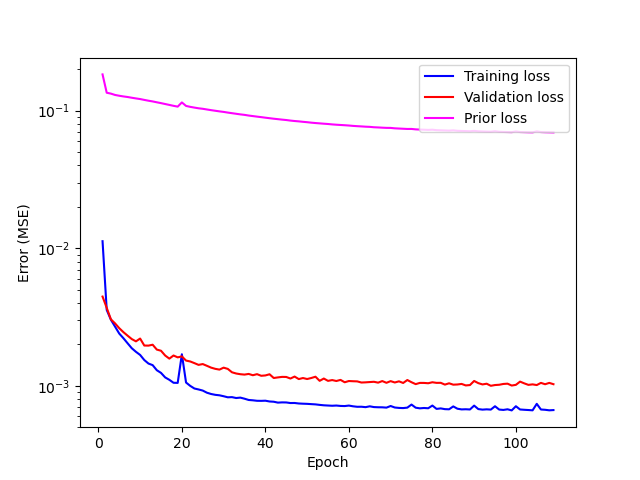 Training loss
Validation loss
Prior loss
10⁻¹
10⁻²
10⁻³
Error (MSE)
0 20 40 60 80 100
Epoch